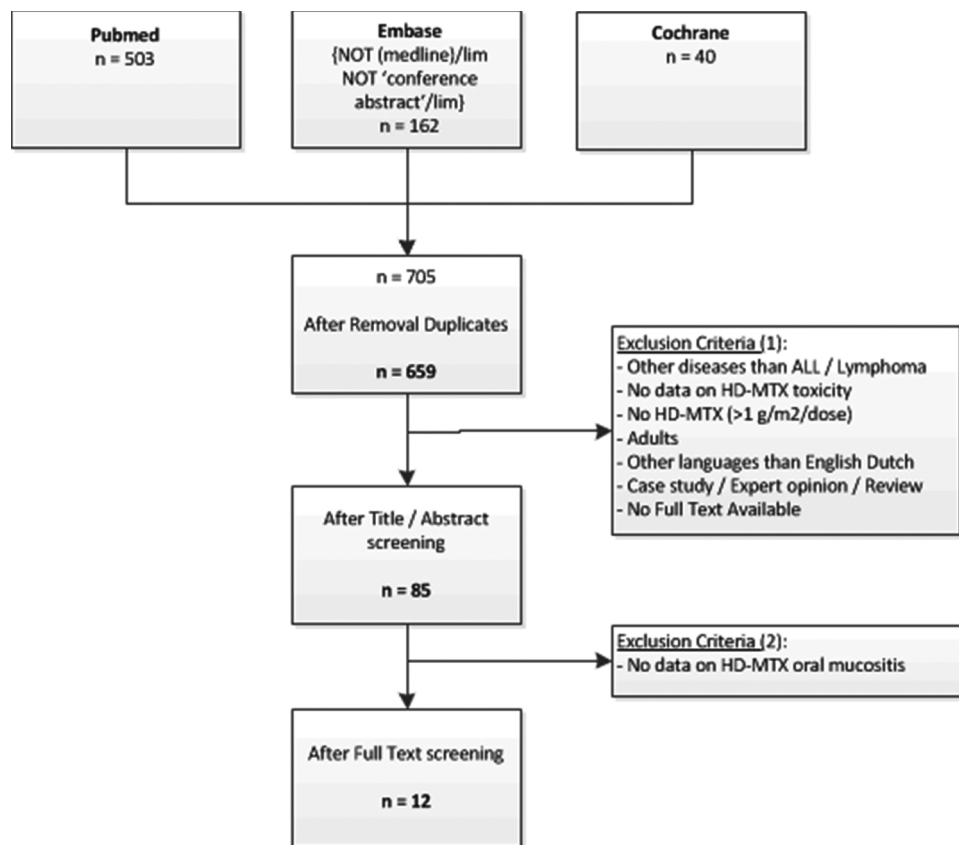 Pubmed
n = 503
Embase
{NOT (medline)/lim
NOT ‘conference
abstract’/lim}
n = 162
Cochrane
n = 40
n = 705
After Removal Duplicates
n = 659
Exclusion Criteria (1):
- Other diseases than ALL / Lymphoma
- No data on HD-MTX toxicity
- No HD-MTX (>1 g/m2/dose)
- Adults
- Other languages than English Dutch
- Case study / Expert opinion / Review
- No Full Text Available
After Title / Abstract
screening
n = 85
Exclusion Criteria (2):
- No data on HD-MTX oral mucositis
After Full Text screening
n = 12